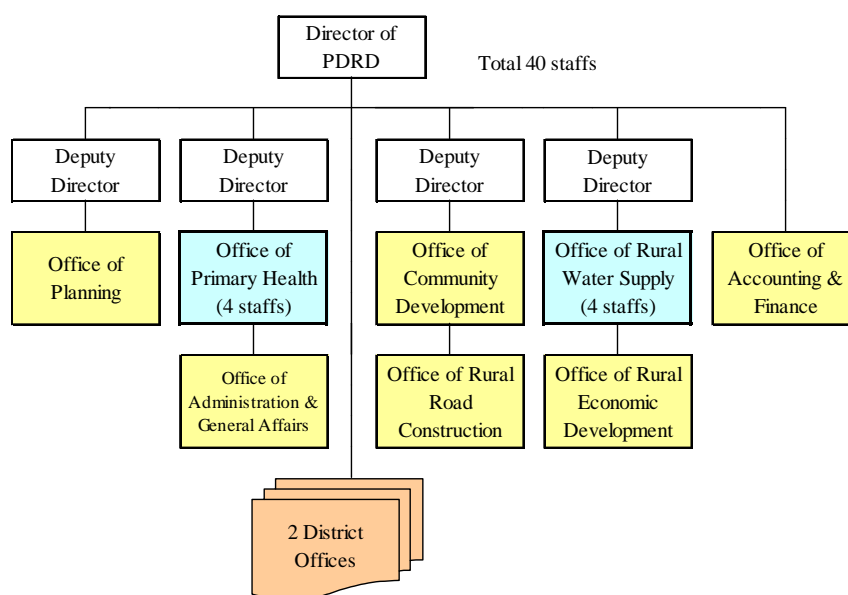 Director of
PDRD
Total 40 staffs
Deputy
Director
Deputy
Director
Deputy
Director
Deputy
Director
Office of
Planning
Office of
Primary Health
(4 staffs)
Office of
Community
Development
Office of Rural
Water Supply
(4 staffs)
Office of
Accounting &
Finance
Office of
Administration &
General Affairs
Office of Rural
Road
Construction
Office of Rural
Economic
Development
2 District
Offices